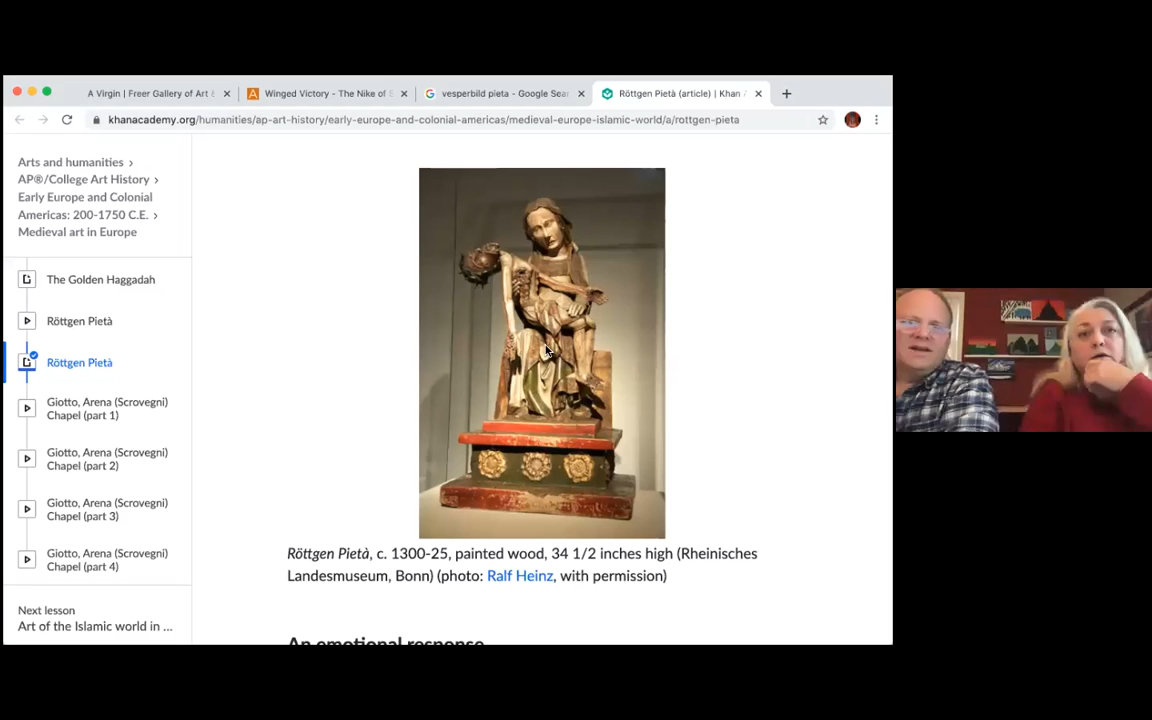 A Virgin | Freer Gallery of Art &
Winged Victory - The Nike of S
vesperbild pieta - Google Sear
Röttgen Pietà (article) | Khan A
khanacademy.org/humanities/ap-art-history/early-europe-and-colonial-americas/medieval-europe-islamic-world/a/rottgen-pieta
Arts and humanities
AP®/College Art History
Early Europe and Colonial
Americas: 200-1750 C.E.
Medieval art in Europe
The Golden Haggadah
Röttgen Pietà
Röttgen Pietà
Giotto, Arena (Scrovegni)
Chapel (part 1)
Giotto, Arena (Scrovegni)
Chapel (part 2)
Giotto, Arena (Scrovegni)
Chapel (part 3)
Giotto, Arena (Scrovegni)
Chapel (part 4)
Next lesson
Art of the Islamic world in ...
Röttgen Pietà, c. 1300-25, painted wood, 34 1/2 inches high (Rheinisches
Landesmuseum, Bonn) (photo: Ralf Heinz, with permission)
An emotional response